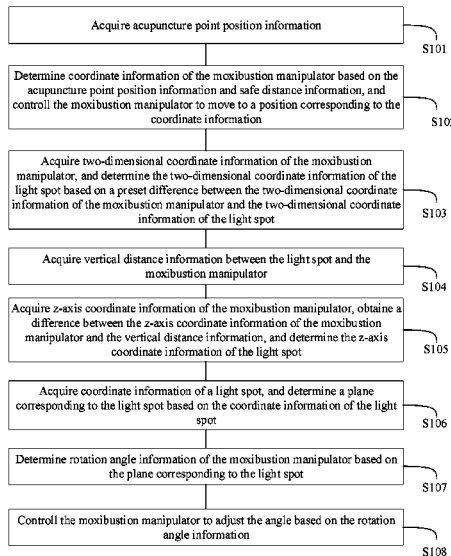 Acquire acupuncture point position information
S101
Determine coordinate information of the moxibustion manipulator based on the
acupuncture point position information and safe distance information, and
controll the moxibustion manipulator to move to a position corresponding to the
coordinate information
S102
Acquire two-dimensional coordinate information of the moxibustion
manipulator, and determine the two-dimensional coordinate information of the
light spot based on a preset difference between the two-dimensional coordinate
information of the moxibustion manipulator and the two-dimensional coordinate
information of the light spot
S103
Acquire vertical distance information between the light spot and the
moxibustion manipulator
S104
Acquire z-axis coordinate information of the moxibustion manipulator, obtaine a
difference between the z-axis coordinate information of the moxibustion
manipulator and the vertical distance information, and determine the z-axis
coordinate information of the light spot
S105
Acquire coordinate information of a light spot, and determine a plane
corresponding to the light spot based on the coordinate information of the light
spot
S106
Determine rotation angle information of the moxibustion manipulator based on
the plane corresponding to the light spot
S107
Controll the moxibustion manipulator to adjust the angle based on the rotation
angle information
S108